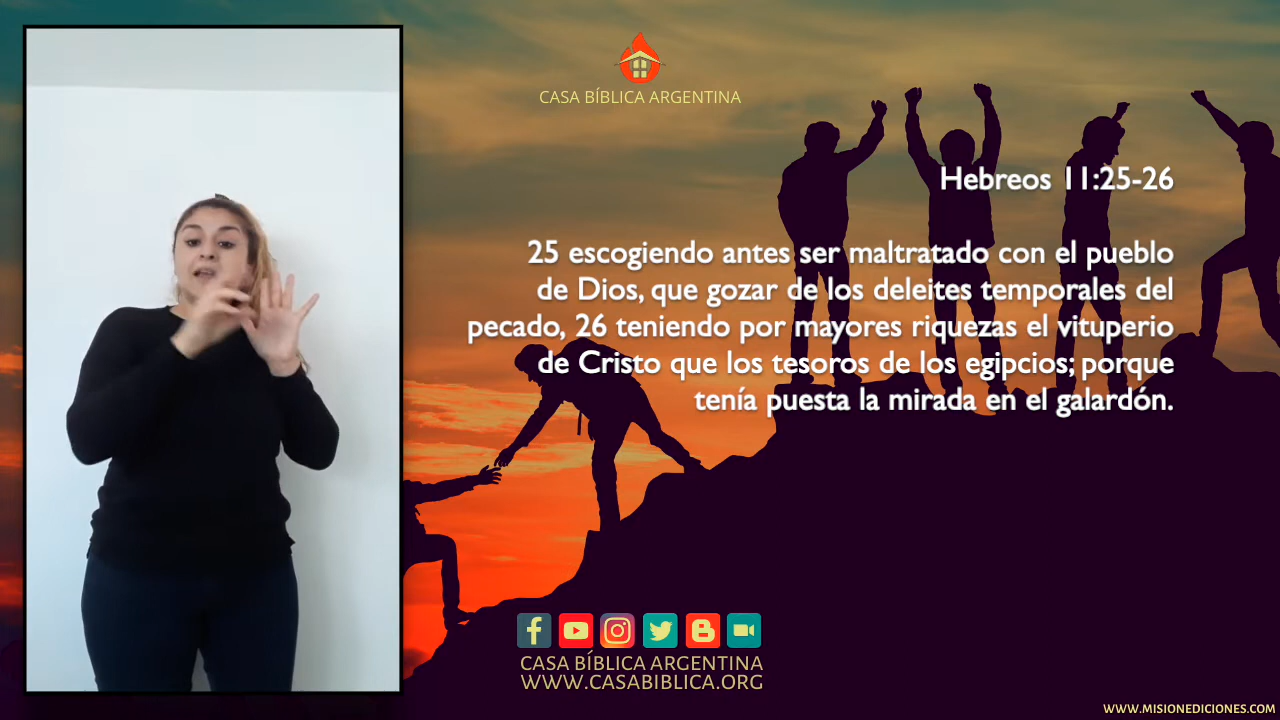 CASA BÍBLICA ARGENTINA
Hebreos 11:25-26
25 escogiendo antes ser maltratado con el pueblo
de Dios, que gozar de los deleites temporales del
pecado, 26 teniendo por mayores riquezas el vituperio
de Cristo que los tesoros de los egipcios; porque
tenía puesta la mirada en el galardón.
CASA BÍBLICA ARGENTINA
WWW.CASABIBLICA.ORG
WWW.MISIONEDICIONES.COM